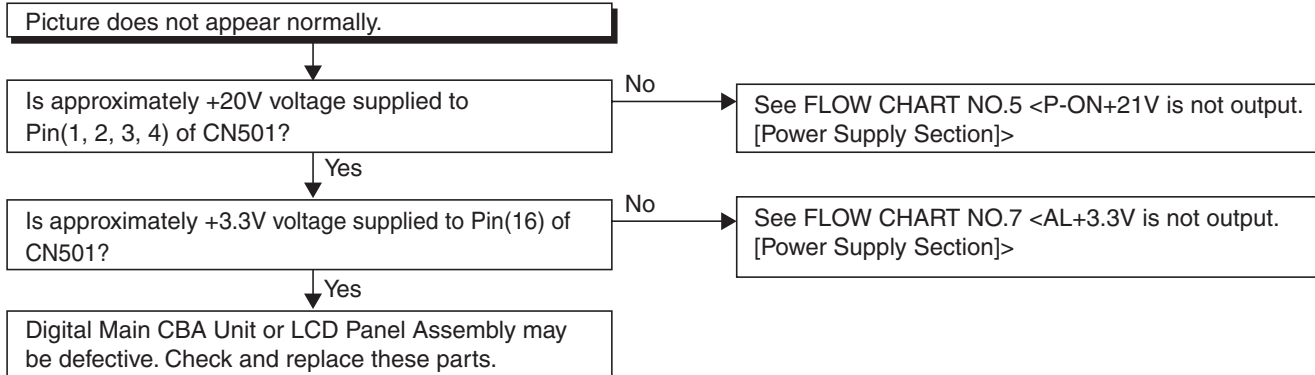 Picture does not appear normally.
Is approximately +20V voltage supplied to
Pin(1, 2, 3, 4) of CN501?
No
See FLOW CHART NO.5 <P-ON+21V is not output.
[Power Supply Section]>
Yes
Is approximately +3.3V voltage supplied to Pin(16) of
CN501?
No
See FLOW CHART NO.7 <AL+3.3V is not output.
[Power Supply Section]>
Yes
Digital Main CBA Unit or LCD Panel Assembly may
be defective. Check and replace these parts.